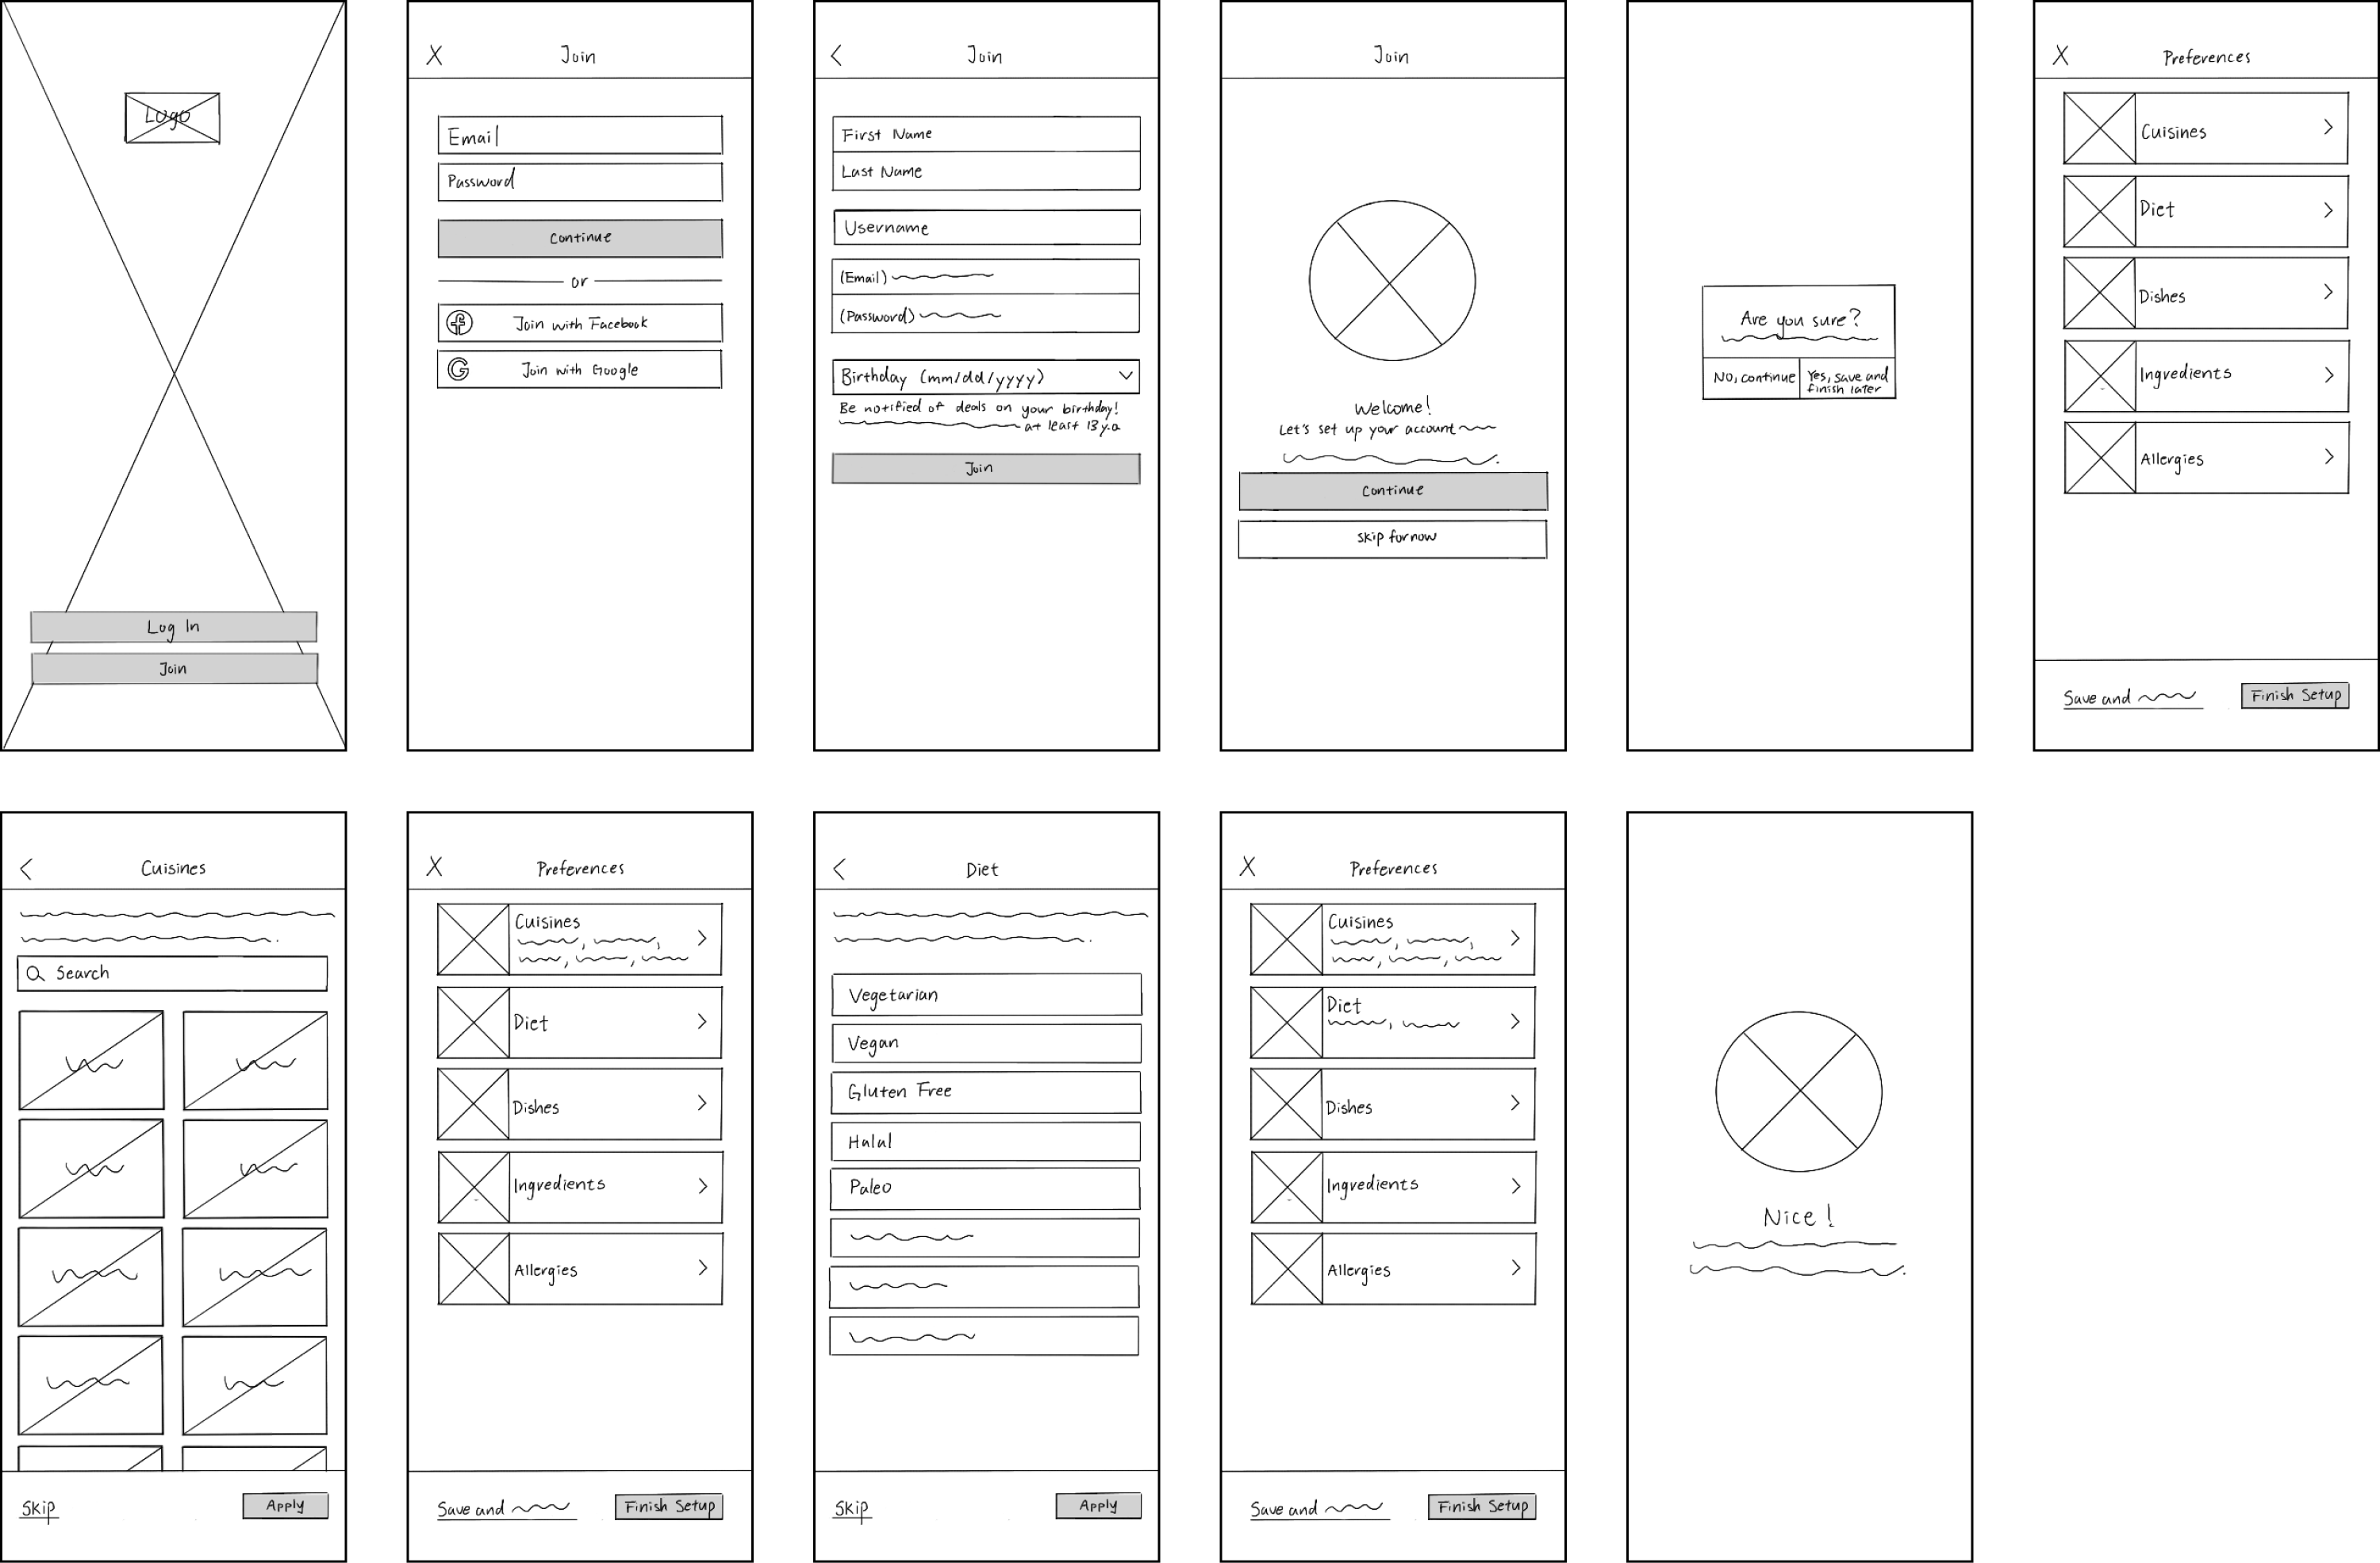 Logo
Log In
Join
X Join
Email
Password
Continue
or
Join with Facebook
G Join with Google
< Join
First Name
Last Name
Username
(Email)
(Password)
Birthday (mm/dd/yyyy)
Be notified of deals on your birthday!
at least 13 y.o
Join
Join
Welcome!
Let's set up your account
Continue
Skip for now
Are you sure?
No, continue
Yes, save and
finish later
X Preferences
Cuisines >
Diet >
Dishes >
Ingredients >
Allergies >
Save and
Finish Setup
< Cuisines
Search
Skip
Apply
X Preferences
Cuisines >
Diet >
Dishes >
Ingredients >
Allergies >
Save and
Finish Setup
< Diet
Vegetarian
Vegan
Gluten Free
Halal
Paleo
Skip
Apply
X Preferences
Cuisines >
Diet >
Dishes >
Ingredients >
Allergies >
Save and
Finish Setup
Nice!